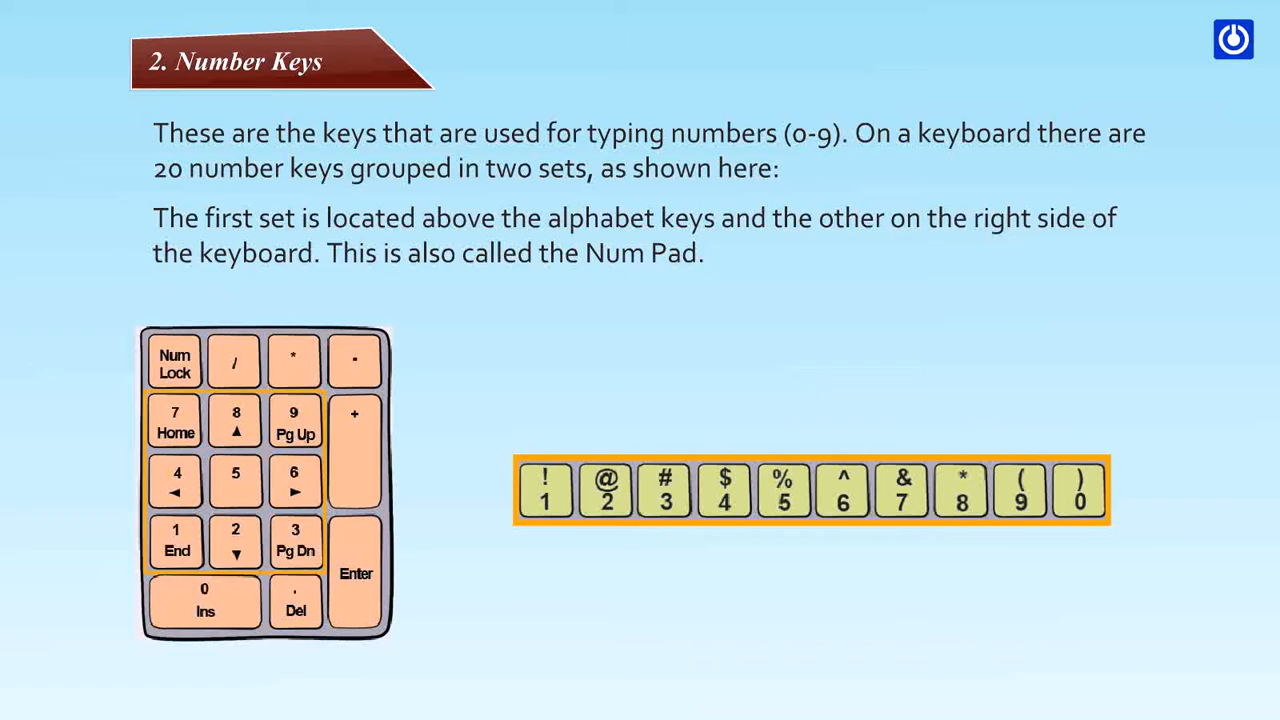 2. Number Keys
These are the keys that are used for typing numbers (0-9). On a keyboard there are
20 number keys grouped in two sets, as shown here:
The first set is located above the alphabet keys and the other on the right side of
the keyboard. This is also called the Num Pad.
Num Lock / * -
7 Home 8 ▲ 9 Pg Up +
4 ◄ 5 6 ►
1 End 2 ▼ 3 Pg Dn Enter
0 Ins . Del
! @ # $ % ^ & * ( )
1 2 3 4 5 6 7 8 9 0